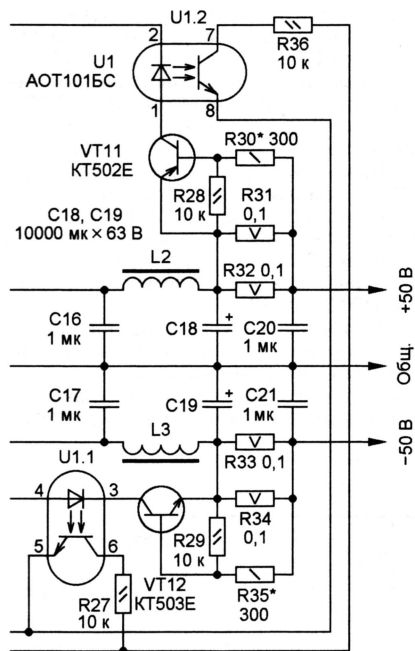 U1.2
2
7
R36
10 к
U1
АОТ101БС
1
8
VT11
КТ502Е
R30* 300
R28
10 к
R31
0,1
C18, C19
10000 мк × 63 В
L2
R32 0,1
+50 В
C16
1 мк
C18
+
C20
1 мк
Общ.
C17
1 мк
C19
+
C21
1 мк
L3
R33 0,1
−50 В
U1.1
4
3
R34
0,1
5
6
R29
10 к
VT12
КТ503Е
R27
10 к
R35*
300